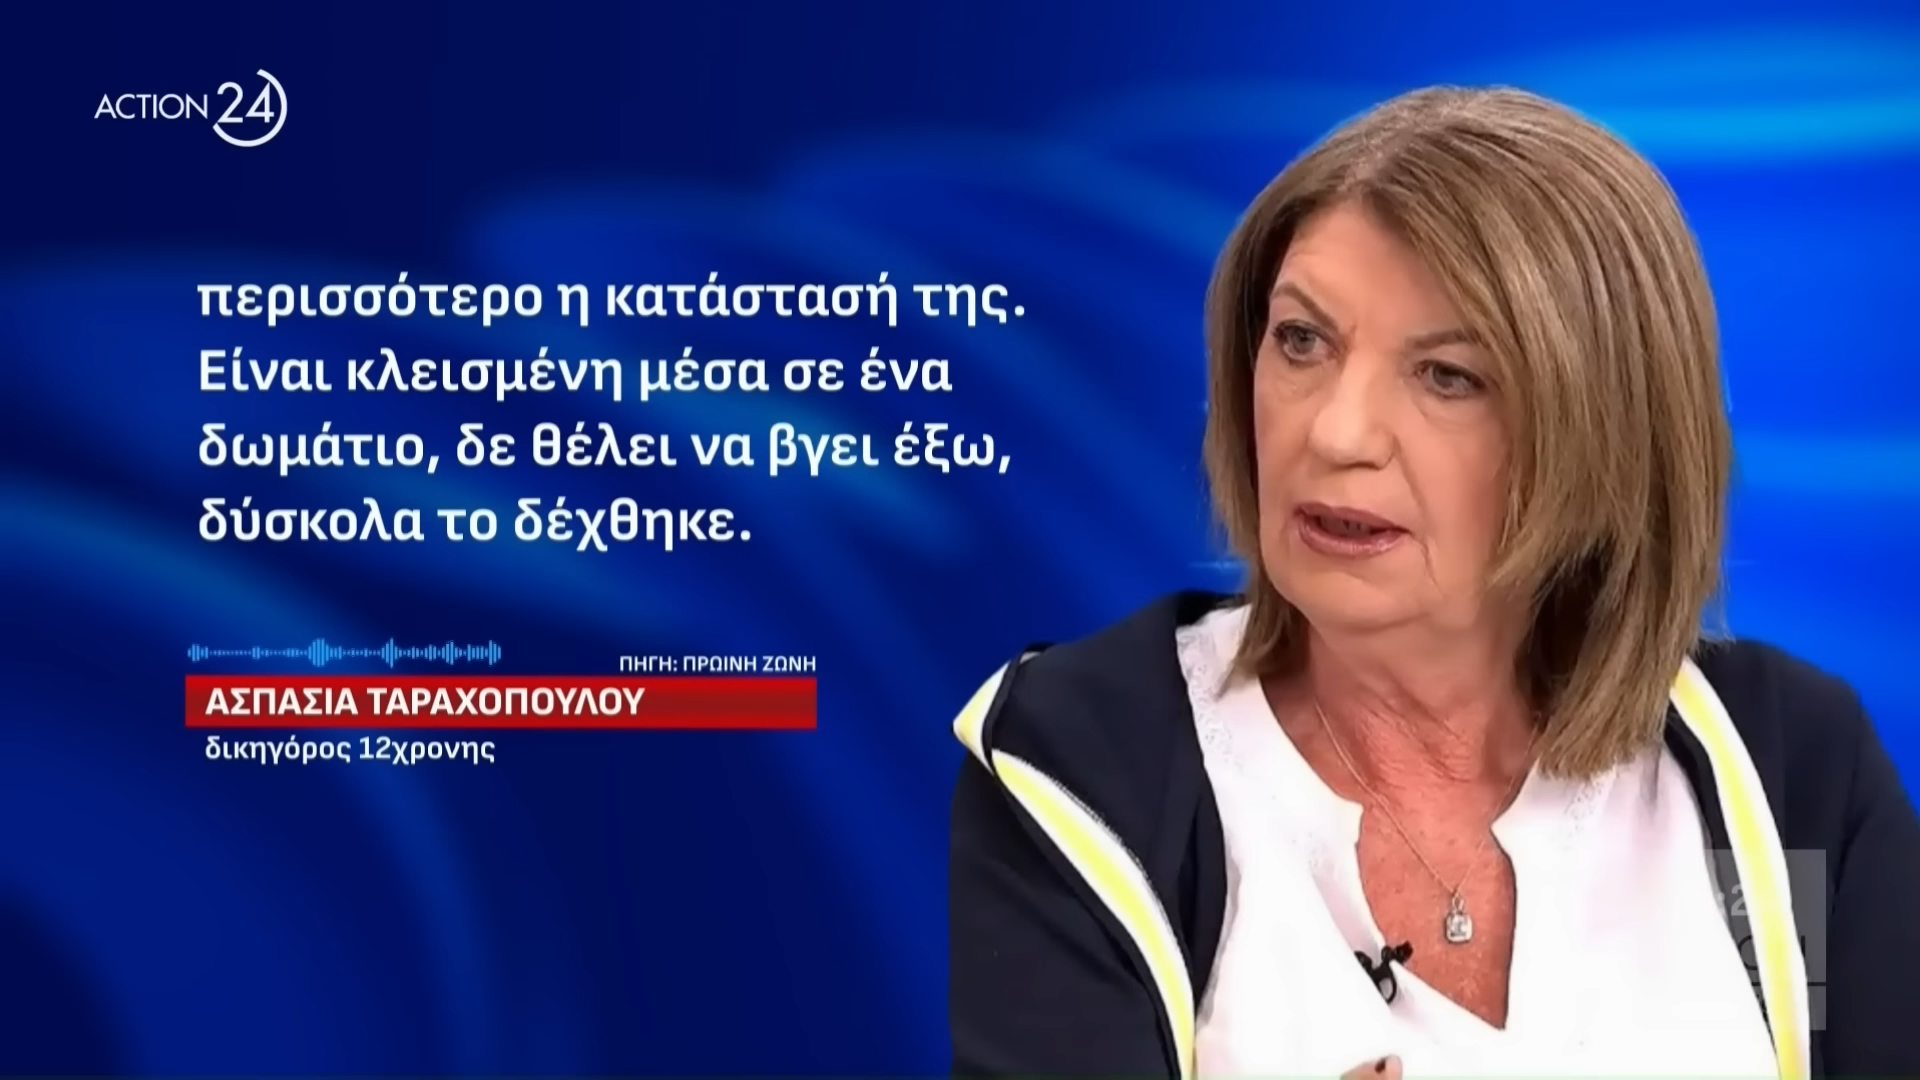 ACTION 24
περισσότερο η κατάστασή της.
Είναι κλεισμένη μέσα σε ένα
δωμάτιο, δε θέλει να βγει έξω,
δύσκολα το δέχθηκε.
ΠΗΓΗ: ΠΡΩΙΝΗ ΖΩΝΗ
ΑΣΠΑΣΙΑ ΤΑΡΑΧΟΠΟΥΛΟΥ
δικηγόρος 12χρονης